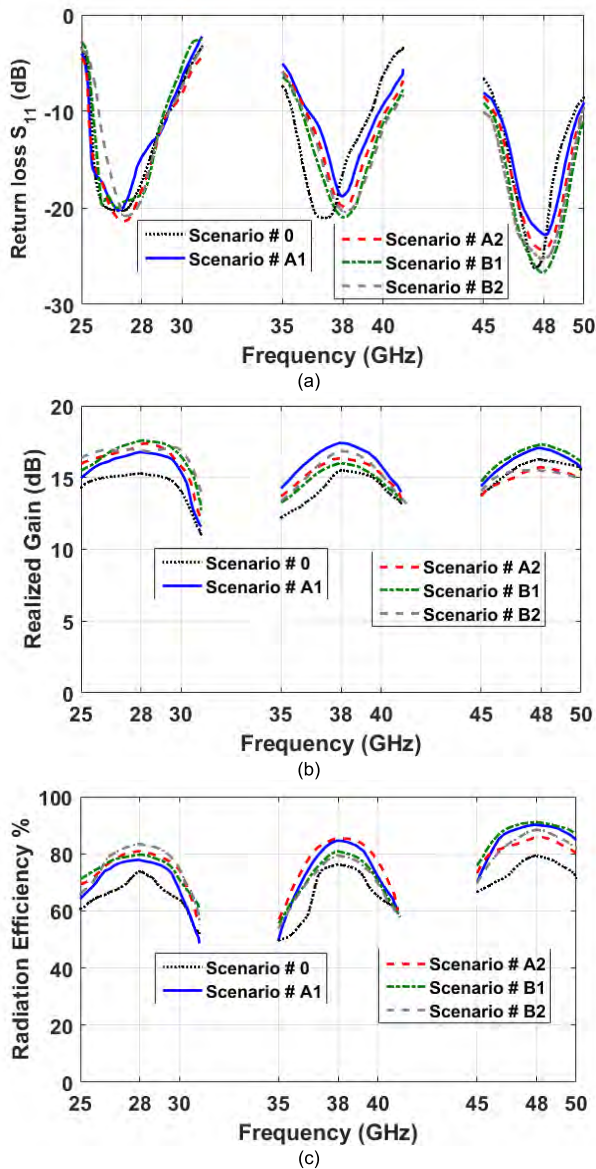 0
-10
-20
-30
Return loss S11 (dB)
Scenario # 0
Scenario # A1
Scenario # A2
Scenario # B1
Scenario # B2
25 28 30 35 38 40 45 48 50
Frequency (GHz)
(a)
20
15
10
5
0
Realized Gain (dB)
Scenario # 0
Scenario # A1
Scenario # A2
Scenario # B1
Scenario # B2
25 28 30 35 38 40 45 48 50
Frequency (GHz)
(b)
100
80
60
40
20
0
Radiation Efficiency %
Scenario # 0
Scenario # A1
Scenario # A2
Scenario # B1
Scenario # B2
25 28 30 35 38 40 45 48 50
Frequency (GHz)
(c)